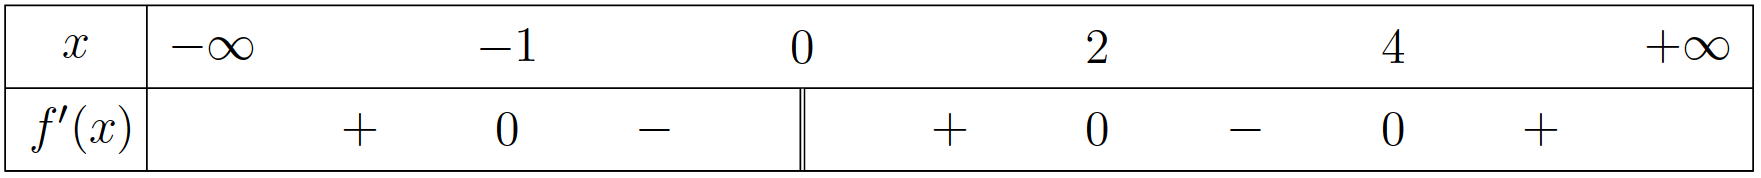 x −∞ −1 0 2 4 +∞
f′(x) + 0 − + 0 − 0 +